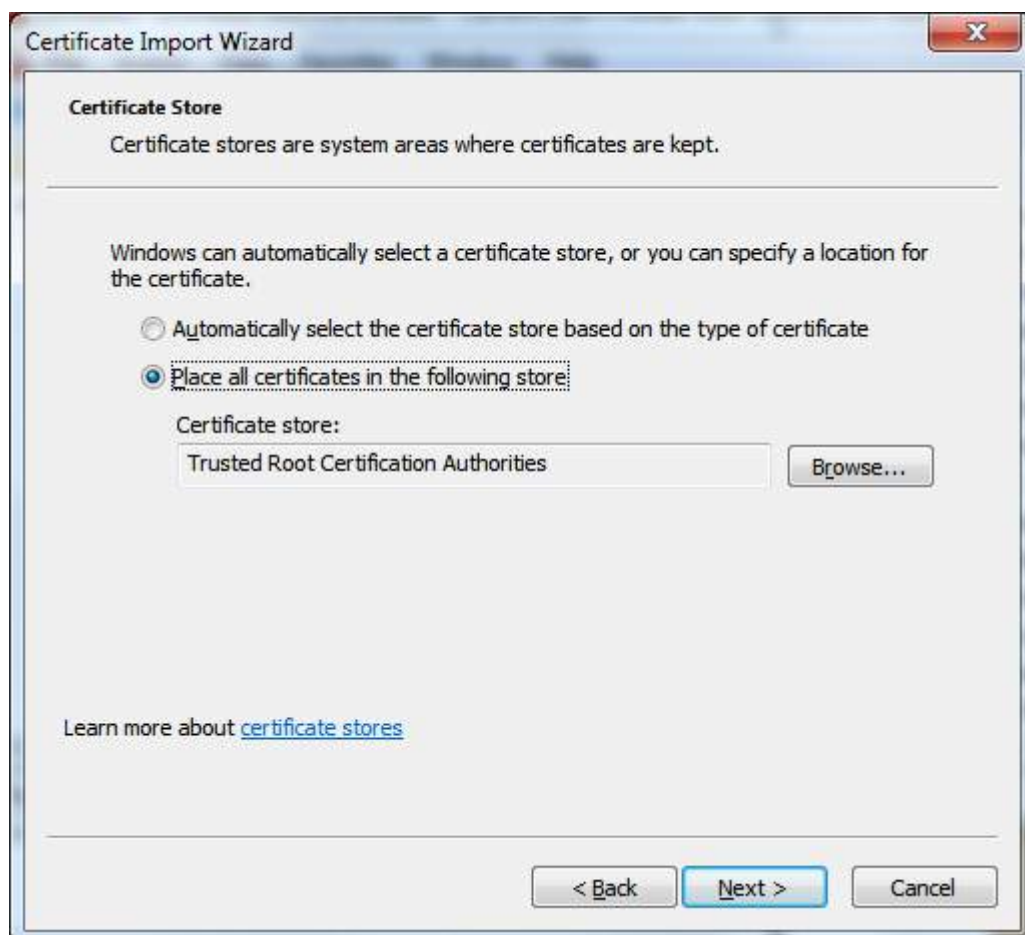 Certificate Import Wizard
Certificate Store
Certificate stores are system areas where certificates are kept.
Windows can automatically select a certificate store, or you can specify a location for
the certificate.
Automatically select the certificate store based on the type of certificate
Place all certificates in the following store
Certificate store:
Trusted Root Certification Authorities
Browse...
Learn more about certificate stores
< Back
Next >
Cancel